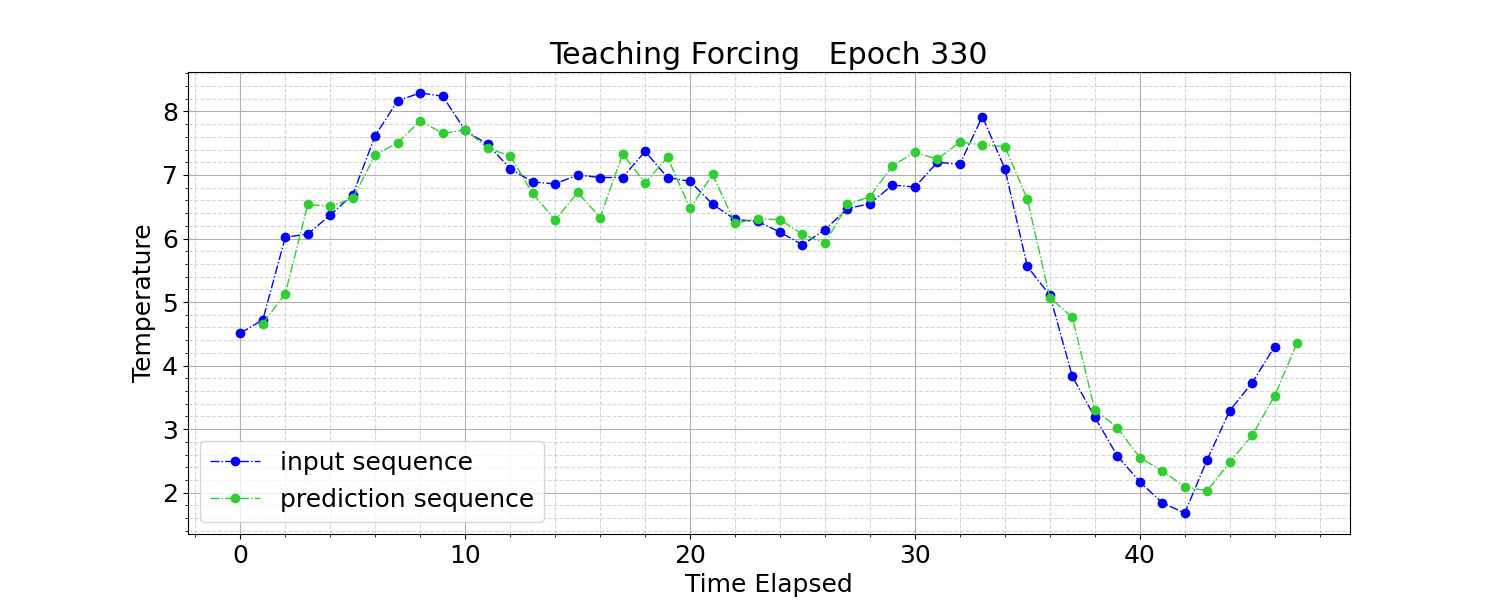 Teaching Forcing   Epoch 330
8
7
6
5
4
3
2
Temperature
input sequence
prediction sequence
0 10 20 30 40
Time Elapsed